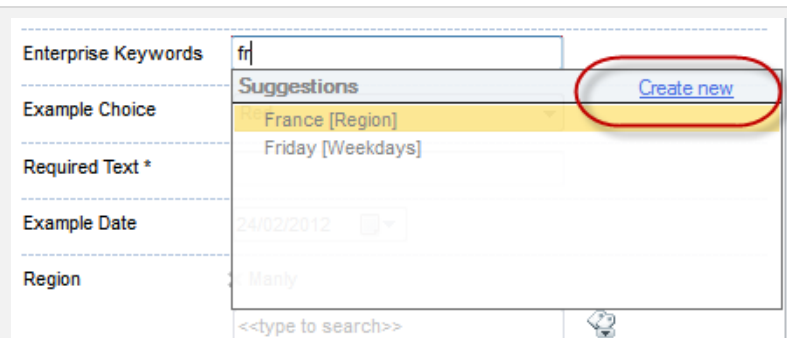 Enterprise Keywords fr
Suggestions Create new
Example Choice Red
France [Region]
Friday [Weekdays]
Required Text *
Example Date 24/02/2012
Region Manly
<<type to search>>